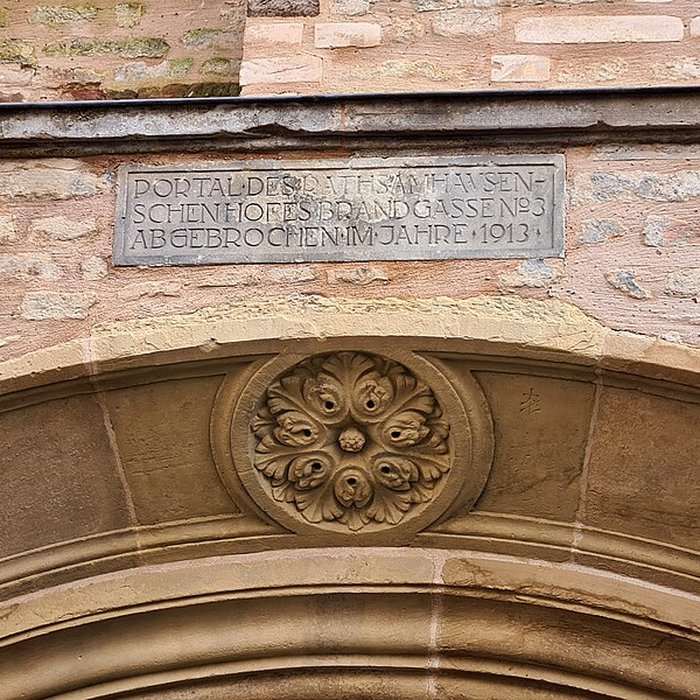 PORTAL·DES·RATHSAMHAVSEN-
SCHEN HOFES BRANDGASSE Nº3
ABGEBROCHEN·IM·JAHRE·1913·